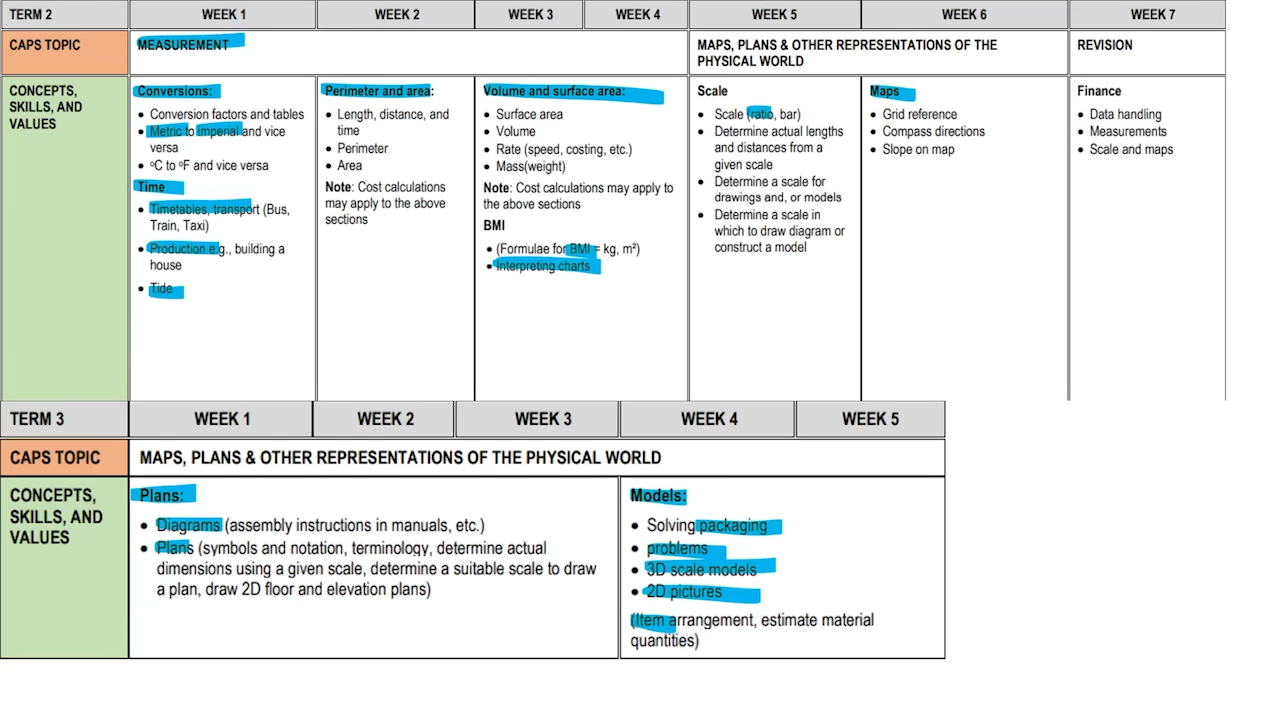 TERM 2 WEEK 1 WEEK 2 WEEK 3 WEEK 4 WEEK 5 WEEK 6 WEEK 7
CAPS TOPIC
MEASUREMENT
MAPS, PLANS & OTHER REPRESENTATIONS OF THE
PHYSICAL WORLD
REVISION
CONCEPTS,
SKILLS, AND
VALUES
Conversions:
• Conversion factors and tables
• Metric to imperial and vice
versa
• ºC to ºF and vice versa
Time
• Timetables, transport (Bus,
Train, Taxi)
• Production e.g., building a
house
• Tide
Perimeter and area:
• Length, distance, and
time
• Perimeter
• Area
Note: Cost calculations
may apply to the above
sections
Volume and surface area:
• Surface area
• Volume
• Rate (speed, costing, etc.)
• Mass(weight)
Note: Cost calculations may apply to
the above sections
BMI
• (Formulae for BMI = kg, m²)
• Interpreting charts
Scale
• Scale (ratio, bar)
• Determine actual lengths
and distances from a
given scale
• Determine a scale for
drawings and, or models
• Determine a scale in
which to draw diagram or
construct a model
Maps
• Grid reference
• Compass directions
• Slope on map
Finance
• Data handling
• Measurements
• Scale and maps
TERM 3 WEEK 1 WEEK 2 WEEK 3 WEEK 4 WEEK 5
CAPS TOPIC MAPS, PLANS & OTHER REPRESENTATIONS OF THE PHYSICAL WORLD
CONCEPTS,
SKILLS, AND
VALUES
Plans:
• Diagrams (assembly instructions in manuals, etc.)
• Plans (symbols and notation, terminology, determine actual
dimensions using a given scale, determine a suitable scale to draw
a plan, draw 2D floor and elevation plans)
Models:
• Solving packaging
• problems
• 3D scale models
• 2D pictures
(Item arrangement, estimate material
quantities)